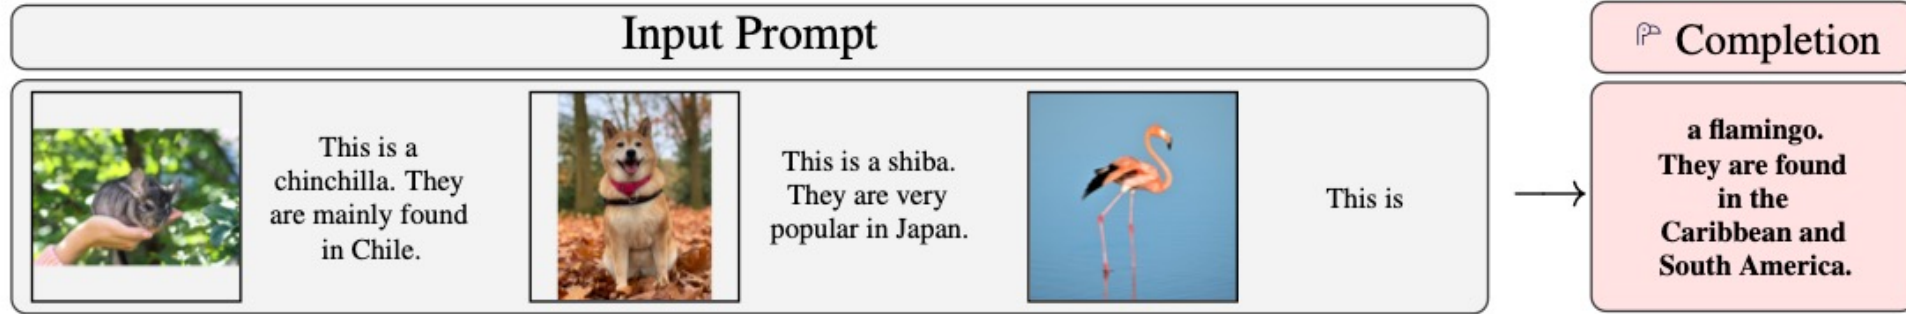 Input Prompt
Completion
This is a
chinchilla. They
are mainly found
in Chile.
This is a shiba.
They are very
popular in Japan.
This is
a flamingo.
They are found
in the
Caribbean and
South America.